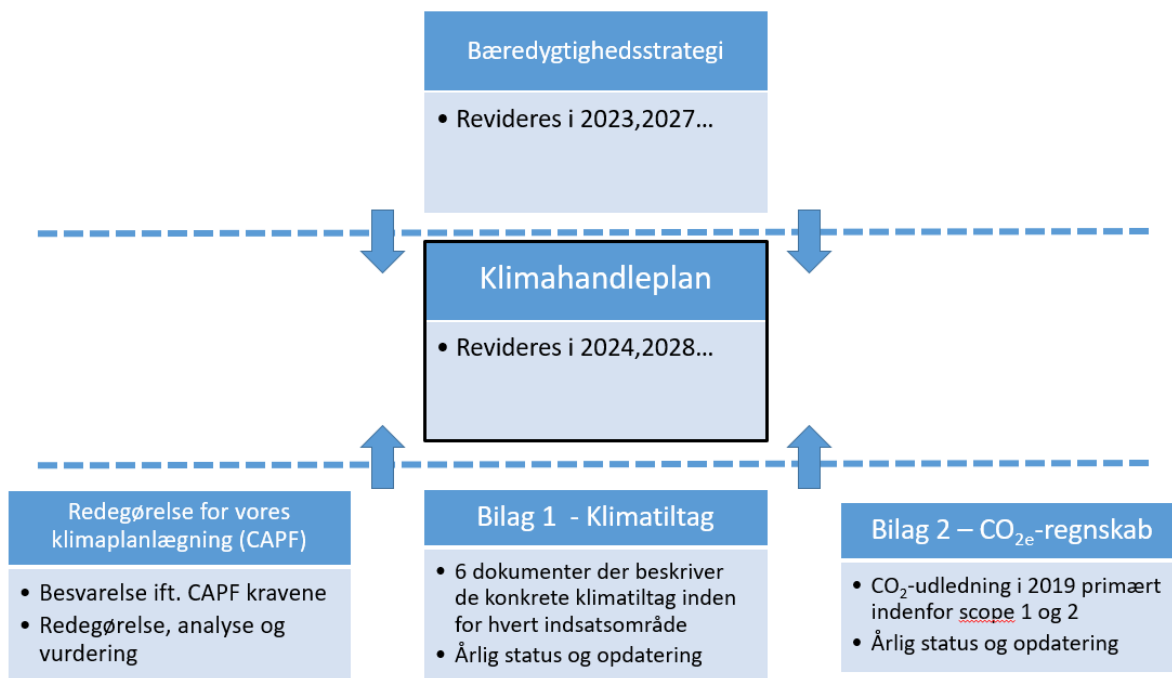 Bæredygtighedsstrategi
• Revideres i 2023,2027...
Klimahandleplan
• Revideres i 2024,2028...
Redegørelse for vores
klimaplanlægning (CAPF)
• Besvarelse ift. CAPF kravene
• Redegørelse, analyse og
vurdering
Bilag 1 - Klimatiltag
• 6 dokumenter der beskriver
de konkrete klimatiltag inden
for hvert indsatsområde
• Årlig status og opdatering
Bilag 2 – CO₂e-regnskab
• CO₂-udledning i 2019 primært
indenfor scope 1 og 2
• Årlig status og opdatering